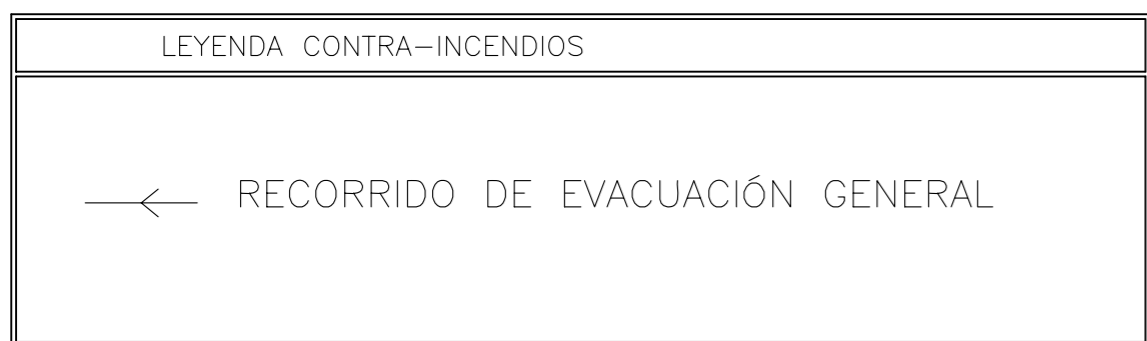 LEYENDA CONTRA-INCENDIOS
RECORRIDO DE EVACUACIÓN GENERAL